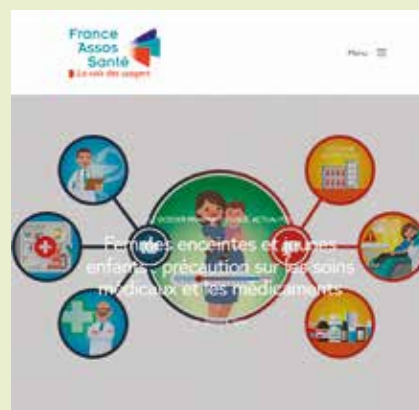 France
Assos
Santé
La voix des usagers
Menu
Femmes enceintes et jeunes
enfants : précaution sur les soins
médicaux et les médicaments